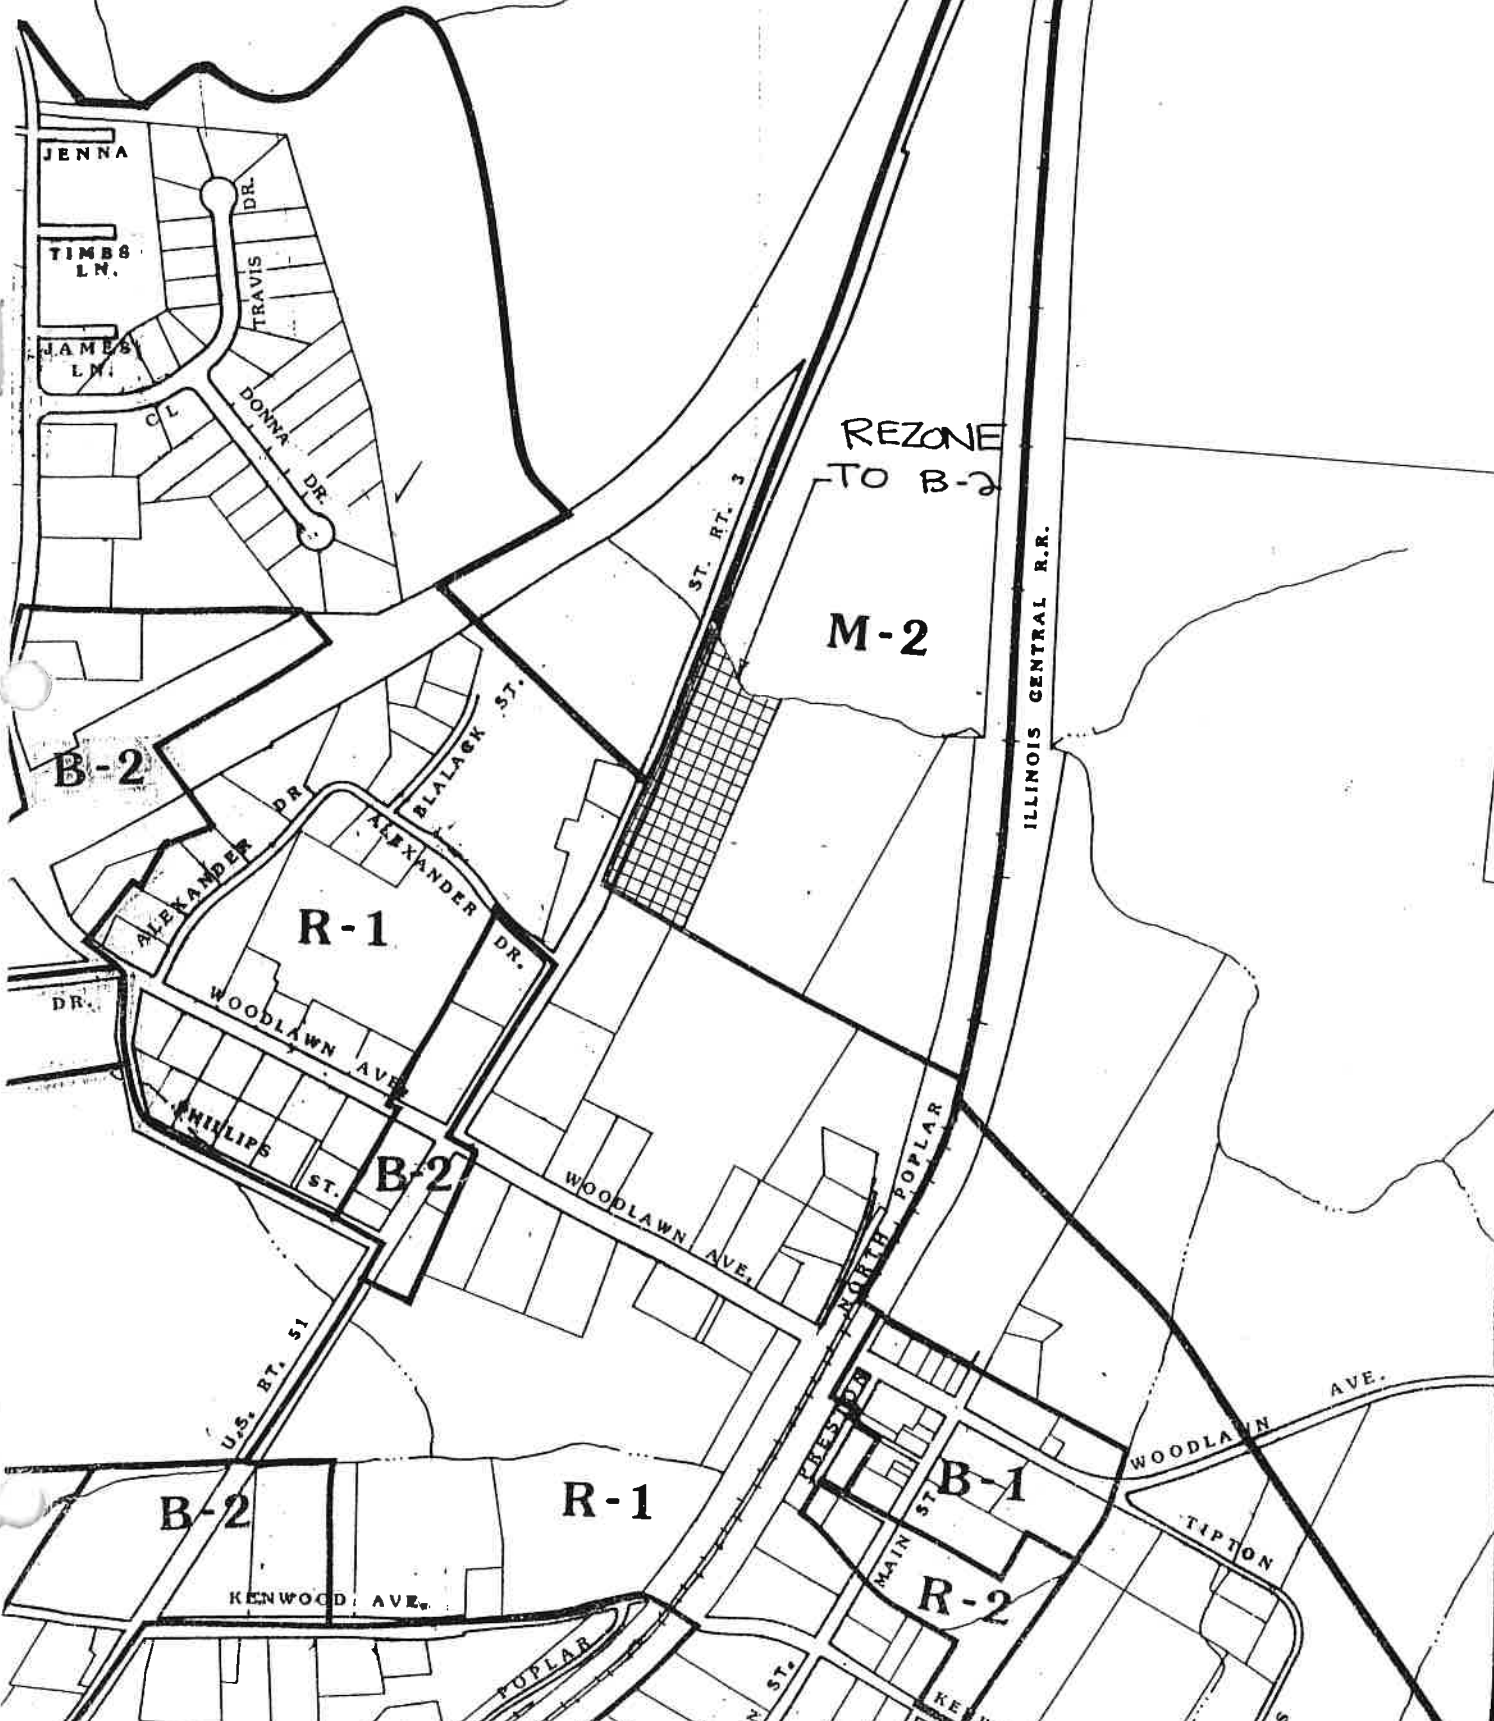 JENNA
TIMBS
LN.
JAMES
LN.
DR.
TRAVIS
C L
DONNA
DR.
REZONE
TO B-2
ST. RT. 3
M-2
ILLINOIS CENTRAL R.R.
B-2
BLALACK ST.
ALEXANDER DR.
ALEXANDER DR.
R-1
DR.
WOODLAWN AVE.
PHILLIPS ST.
B-2
WOODLAWN AVE.
NORTH POPLAR
U.S. RT. 51
PRESTON
WOODLAWN AVE.
B-2
R-1
B-1
MAIN ST.
TIPTON
R-2
KENWOOD AVE.
POPLAR
N ST.